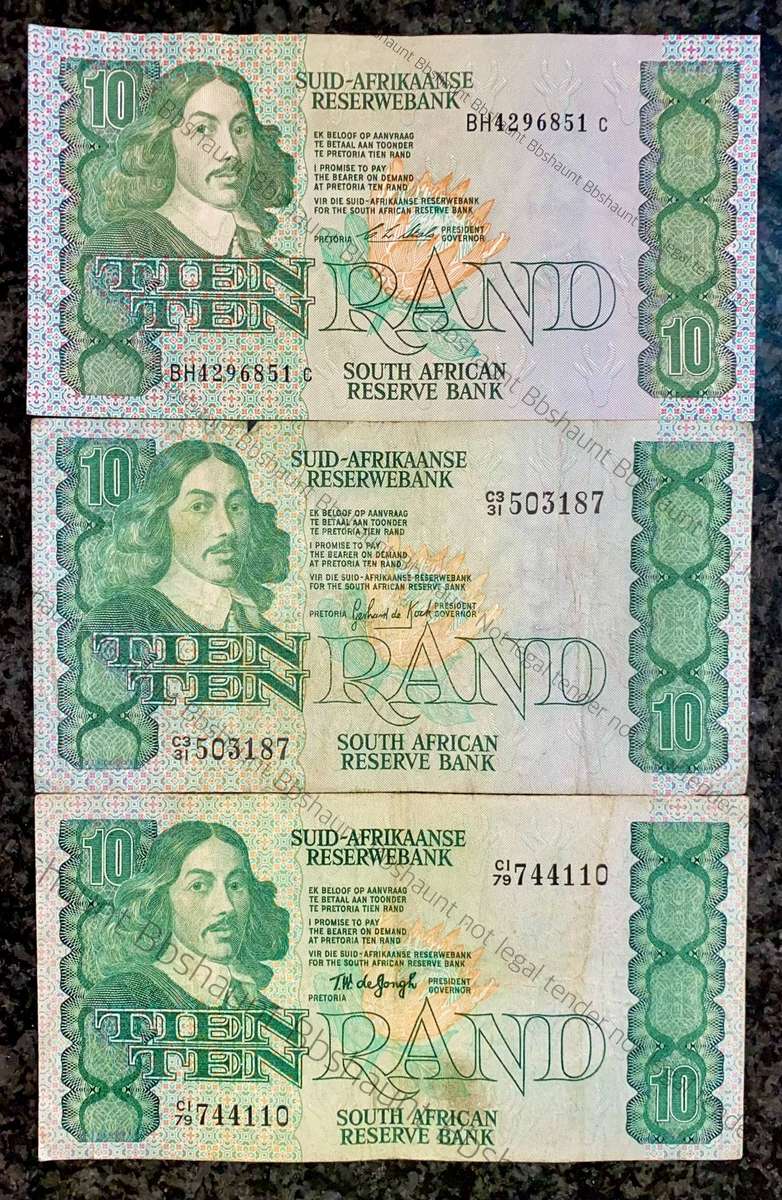 10
SUID-AFRIKAANSE
RESERWEBANK
BH4296851 C
EK BELOOF OP AANVRAAG
TE BETAAL AAN TOONDER
TE PRETORIA TIEN RAND
I PROMISE TO PAY
THE BEARER ON DEMAND
AT PRETORIA TEN RAND
VIR DIE SUID-AFRIKAANSE RESERWEBANK
FOR THE SOUTH AFRICAN RESERVE BANK
PRETORIA
PRESIDENT
GOVERNOR
TIEN
TEN
RAND
10
BH4296851 C
SOUTH AFRICAN
RESERVE BANK
10
SUID-AFRIKAANSE
RESERWEBANK
C3
31 503187
EK BELOOF OP AANVRAAG
TE BETAAL AAN TOONDER
TE PRETORIA TIEN RAND
I PROMISE TO PAY
THE BEARER ON DEMAND
AT PRETORIA TEN RAND
VIR DIE SUID-AFRIKAANSE RESERWEBANK
FOR THE SOUTH AFRICAN RESERVE BANK
PRETORIA Gerhard de Kock PRESIDENT
GOVERNOR
TIEN
TEN
RAND
10
C3
31 503187
SOUTH AFRICAN
RESERVE BANK
10
SUID-AFRIKAANSE
RESERWEBANK
C1
79 744110
EK BELOOF OP AANVRAAG
TE BETAAL AAN TOONDER
TE PRETORIA TIEN RAND
I PROMISE TO PAY
THE BEARER ON DEMAND
AT PRETORIA TEN RAND
VIR DIE SUID-AFRIKAANSE RESERWEBANK
FOR THE SOUTH AFRICAN RESERVE BANK
T.W. de Jongh
PRESIDENT
GOVERNOR
PRETORIA
TIEN
TEN
RAND
10
C1
79 744110
SOUTH AFRICAN
RESERVE BANK
Bbshaunt Bbshaunt Bbshaunt Bbshaunt
Bbshaunt not legal tender